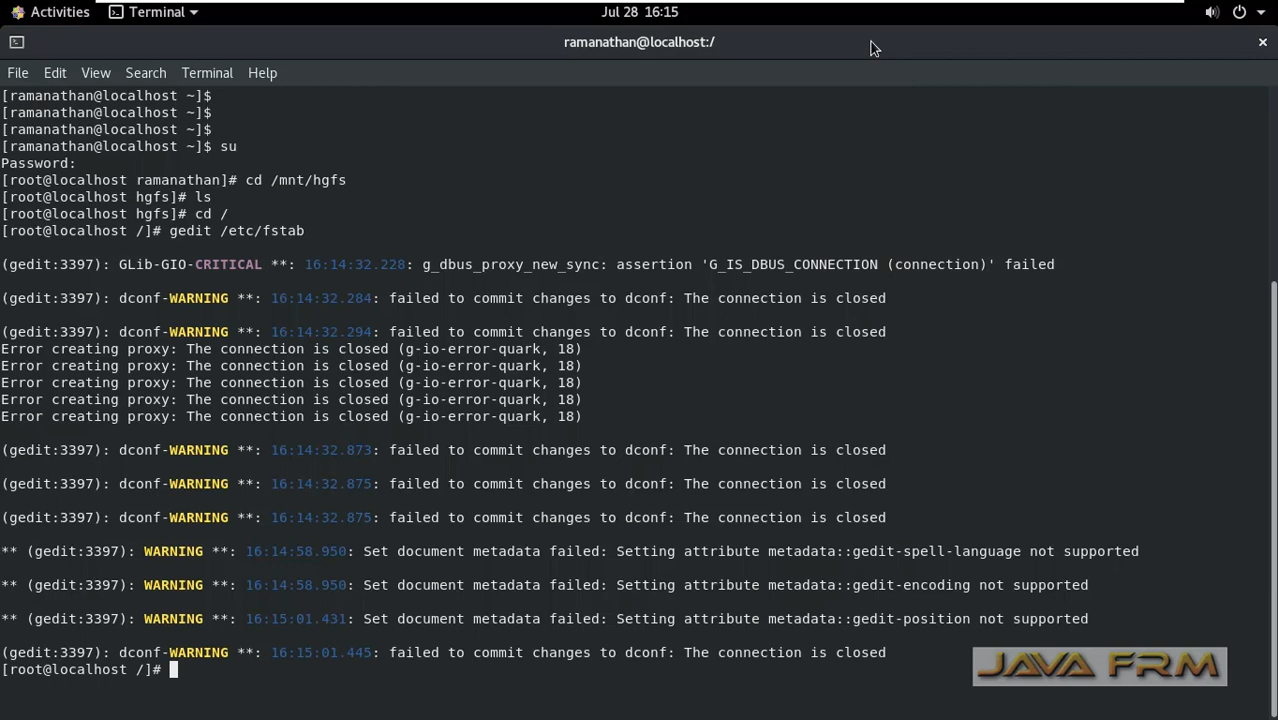 Activities Terminal Jul 28 16:15
ramanathan@localhost:/
File Edit View Search Terminal Help
[ramanathan@localhost ~]$
[ramanathan@localhost ~]$
[ramanathan@localhost ~]$
[ramanathan@localhost ~]$ su
Password:
[root@localhost ramanathan]# cd /mnt/hgfs
[root@localhost hgfs]# ls
[root@localhost hgfs]# cd /
[root@localhost /]# gedit /etc/fstab
(gedit:3397): GLib-GIO-CRITICAL **: 16:14:32.228: g_dbus_proxy_new_sync: assertion 'G_IS_DBUS_CONNECTION (connection)' failed
(gedit:3397): dconf-WARNING **: 16:14:32.284: failed to commit changes to dconf: The connection is closed
(gedit:3397): dconf-WARNING **: 16:14:32.294: failed to commit changes to dconf: The connection is closed
Error creating proxy: The connection is closed (g-io-error-quark, 18)
Error creating proxy: The connection is closed (g-io-error-quark, 18)
Error creating proxy: The connection is closed (g-io-error-quark, 18)
Error creating proxy: The connection is closed (g-io-error-quark, 18)
Error creating proxy: The connection is closed (g-io-error-quark, 18)
(gedit:3397): dconf-WARNING **: 16:14:32.873: failed to commit changes to dconf: The connection is closed
(gedit:3397): dconf-WARNING **: 16:14:32.875: failed to commit changes to dconf: The connection is closed
(gedit:3397): dconf-WARNING **: 16:14:32.875: failed to commit changes to dconf: The connection is closed
** (gedit:3397): WARNING **: 16:14:58.950: Set document metadata failed: Setting attribute metadata::gedit-spell-language not supported
** (gedit:3397): WARNING **: 16:14:58.950: Set document metadata failed: Setting attribute metadata::gedit-encoding not supported
** (gedit:3397): WARNING **: 16:15:01.431: Set document metadata failed: Setting attribute metadata::gedit-position not supported
(gedit:3397): dconf-WARNING **: 16:15:01.445: failed to commit changes to dconf: The connection is closed
[root@localhost /]#
JAVA FRM